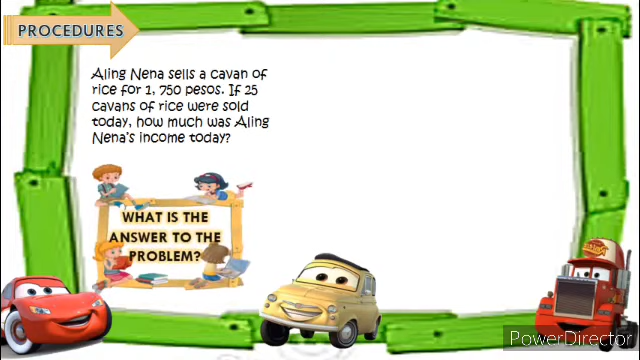 PROCEDURES
Aling Nena sells a cavan of
rice for 1, 750 pesos. If 25
cavans of rice were sold
today, how much was Aling
Nena's income today?
WHAT IS THE
ANSWER TO THE
PROBLEM?
PowerDirector